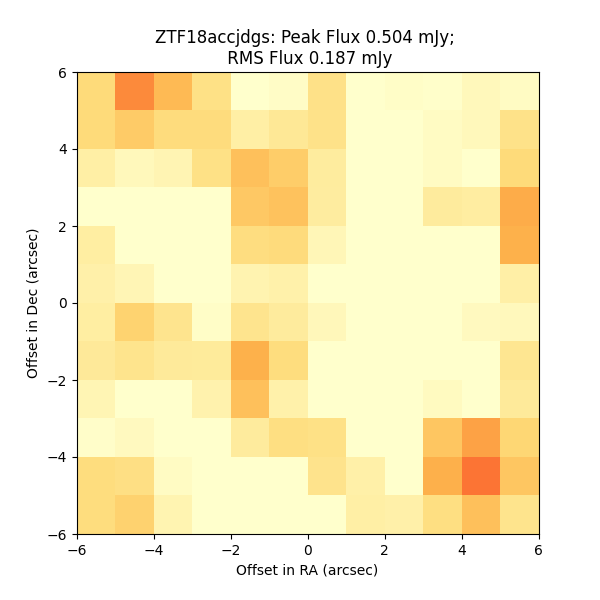 ZTF18accjdgs: Peak Flux 0.504 mJy;
RMS Flux 0.187 mJy
6
4
2
0
−2
−4
−6
Offset in Dec (arcsec)
−6 −4 −2 0 2 4 6
Offset in RA (arcsec)